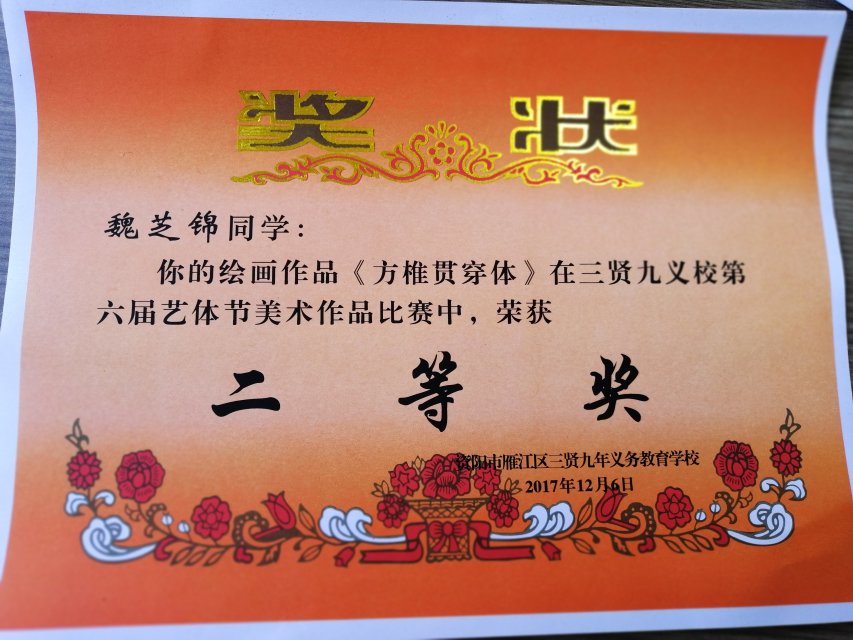 奖状
魏芝锦同学：
你的绘画作品《方椎贯穿体》在三贤九义校第
六届艺体节美术作品比赛中，荣获
二等奖
资阳市雁江区三贤九年义务教育学校
2017年12月6日